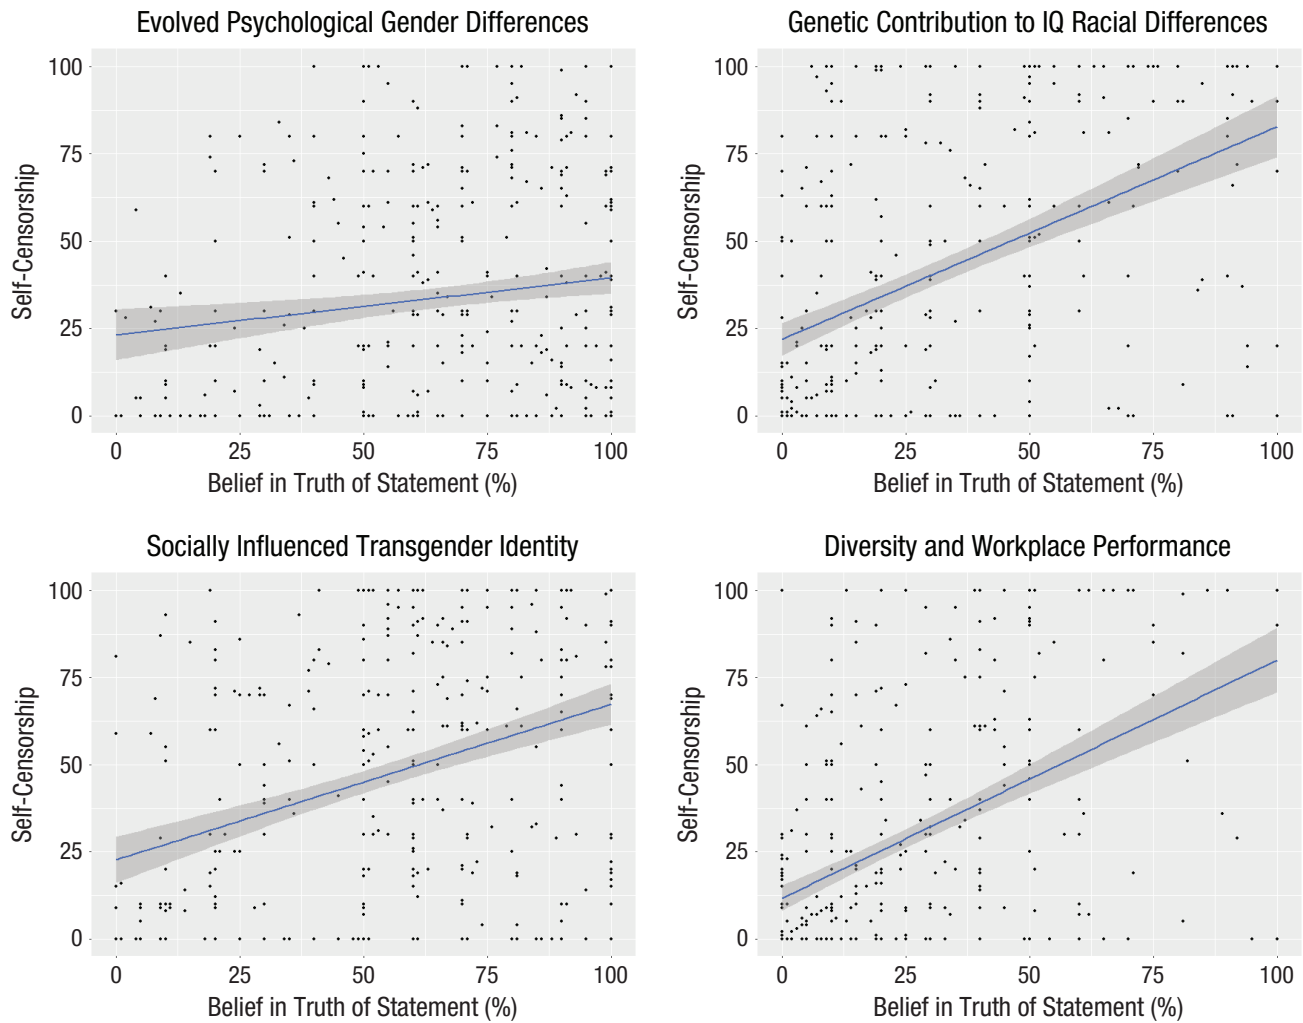 Evolved Psychological Gender Differences
Genetic Contribution to IQ Racial Differences
100
75
50
25
0
Self-Censorship
0 25 50 75 100
Belief in Truth of Statement (%)
100
75
50
25
0
Self-Censorship
0 25 50 75 100
Belief in Truth of Statement (%)
Socially Influenced Transgender Identity
Diversity and Workplace Performance
100
75
50
25
0
Self-Censorship
0 25 50 75 100
Belief in Truth of Statement (%)
100
75
50
25
0
Self-Censorship
0 25 50 75 100
Belief in Truth of Statement (%)